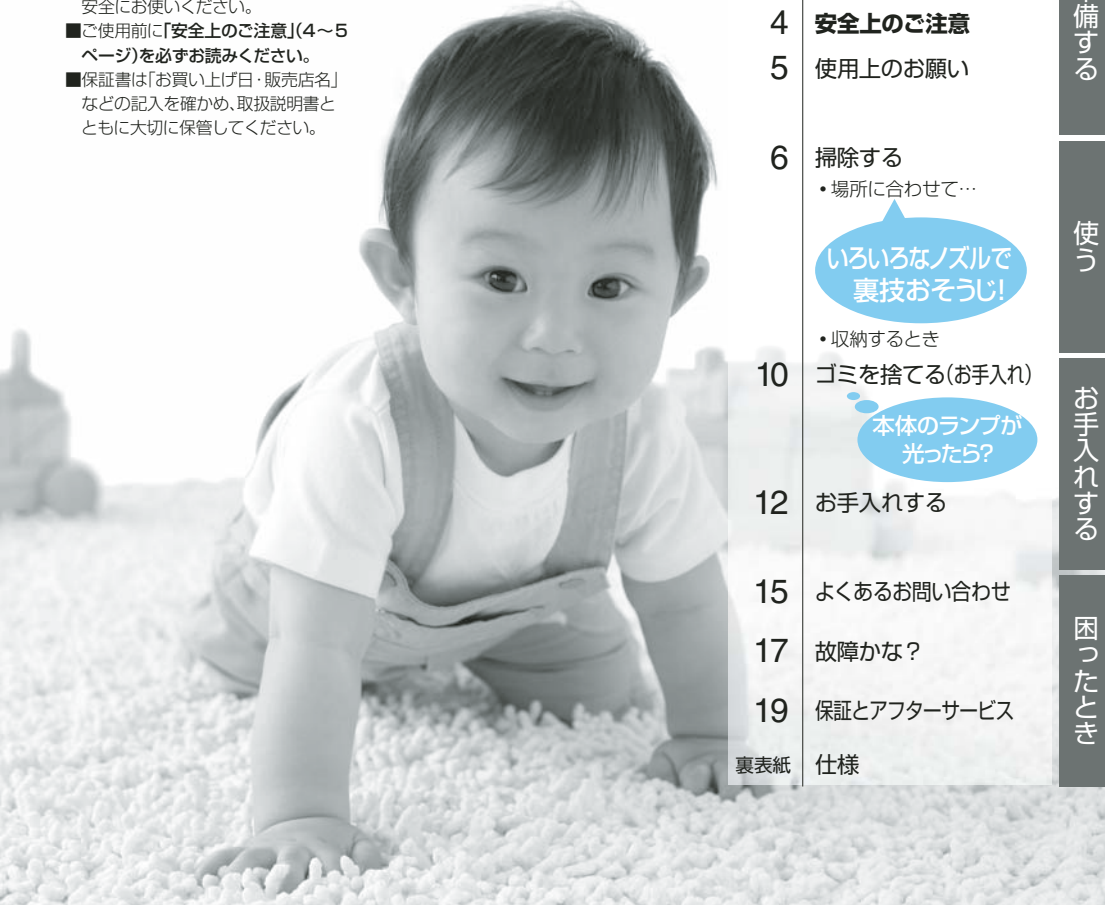 安全にお使いください。
■ご使用前に「安全上のご注意」(4〜5
ページ)を必ずお読みください。
■保証書は「お買い上げ日・販売店名」
などの記入を確かめ、取扱説明書と
ともに大切に保管してください。
4 安全上のご注意
5 使用上のお願い
6 掃除する
•場所に合わせて…
いろいろなノズルで
裏技おそうじ!
•収納するとき
10 ゴミを捨てる(お手入れ)
本体のランプが
光ったら?
12 お手入れする
15 よくあるお問い合わせ
17 故障かな?
19 保証とアフターサービス
裏表紙 仕様
備する
使う
お手入れする
困ったとき